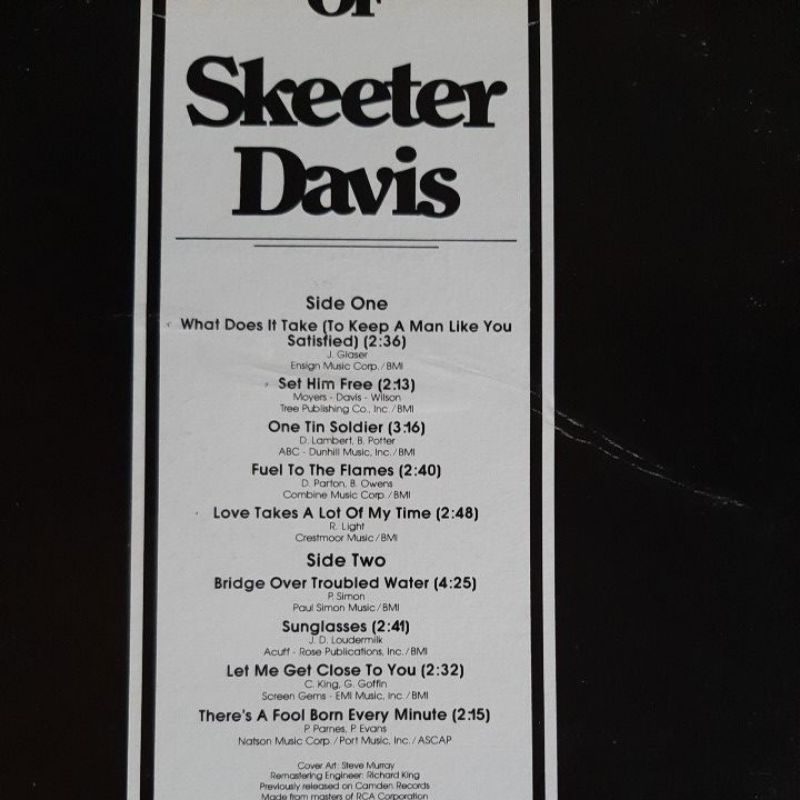 OF
Skeeter
Davis
Side One
What Does It Take (To Keep A Man Like You
Satisfied) (2:36)
J. Glaser
Ensign Music Corp./BMI
Set Him Free (2:13)
Moyers - Davis - Wilson
Tree Publishing Co., Inc./BMI
One Tin Soldier (3:16)
D. Lambert, B. Potter
ABC - Dunhill Music, Inc./BMI
Fuel To The Flames (2:40)
D. Parton, B. Owens
Combine Music Corp./BMI
Love Takes A Lot Of My Time (2:48)
R. Light
Crestmoor Music/BMI
Side Two
Bridge Over Troubled Water (4:25)
P. Simon
Paul Simon Music/BMI
Sunglasses (2:41)
J. D. Loudermilk
Acuff - Rose Publications, Inc./BMI
Let Me Get Close To You (2:32)
C. King, G. Goffin
Screen Gems - EMI Music, Inc./BMI
There's A Fool Born Every Minute (2:15)
P. Parnes, P. Evans
Natson Music Corp./Port Music, Inc./ASCAP
Cover Art: Steve Murray
Remastering Engineer: Richard King
Previously released on Camden Records
Made from masters of RCA Corporation